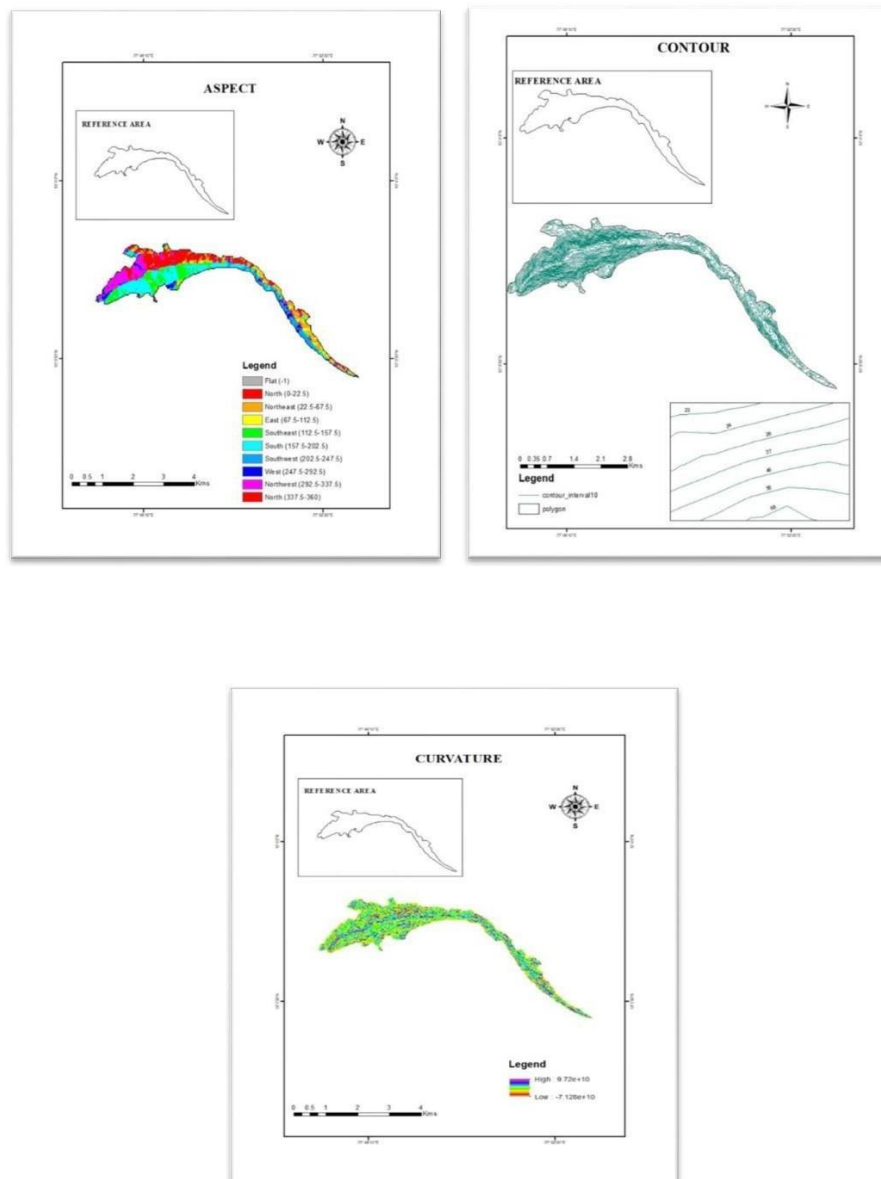 ASPECT
REFERENCE AREA
N
W E
S
Legend
Flat (-1)
North (0-22.5)
Northeast (22.5-67.5)
East (67.5-112.5)
Southeast (112.5-157.5)
South (157.5-202.5)
Southwest (202.5-247.5)
West (247.5-292.5)
Northwest (292.5-337.5)
North (337.5-360)
0 0.5 1 2 3 4
Kms
CONTOUR
REFERENCE AREA
N
W E
S
0 0.35 0.7 1.4 2.1 2.8
Kms
Legend
contour_interval10
polygon
CURVATURE
REFERENCE AREA
N
W E
S
Legend
High : 9.72e+10
Low : -7.128e+10
0 0.5 1 2 3 4
Kms